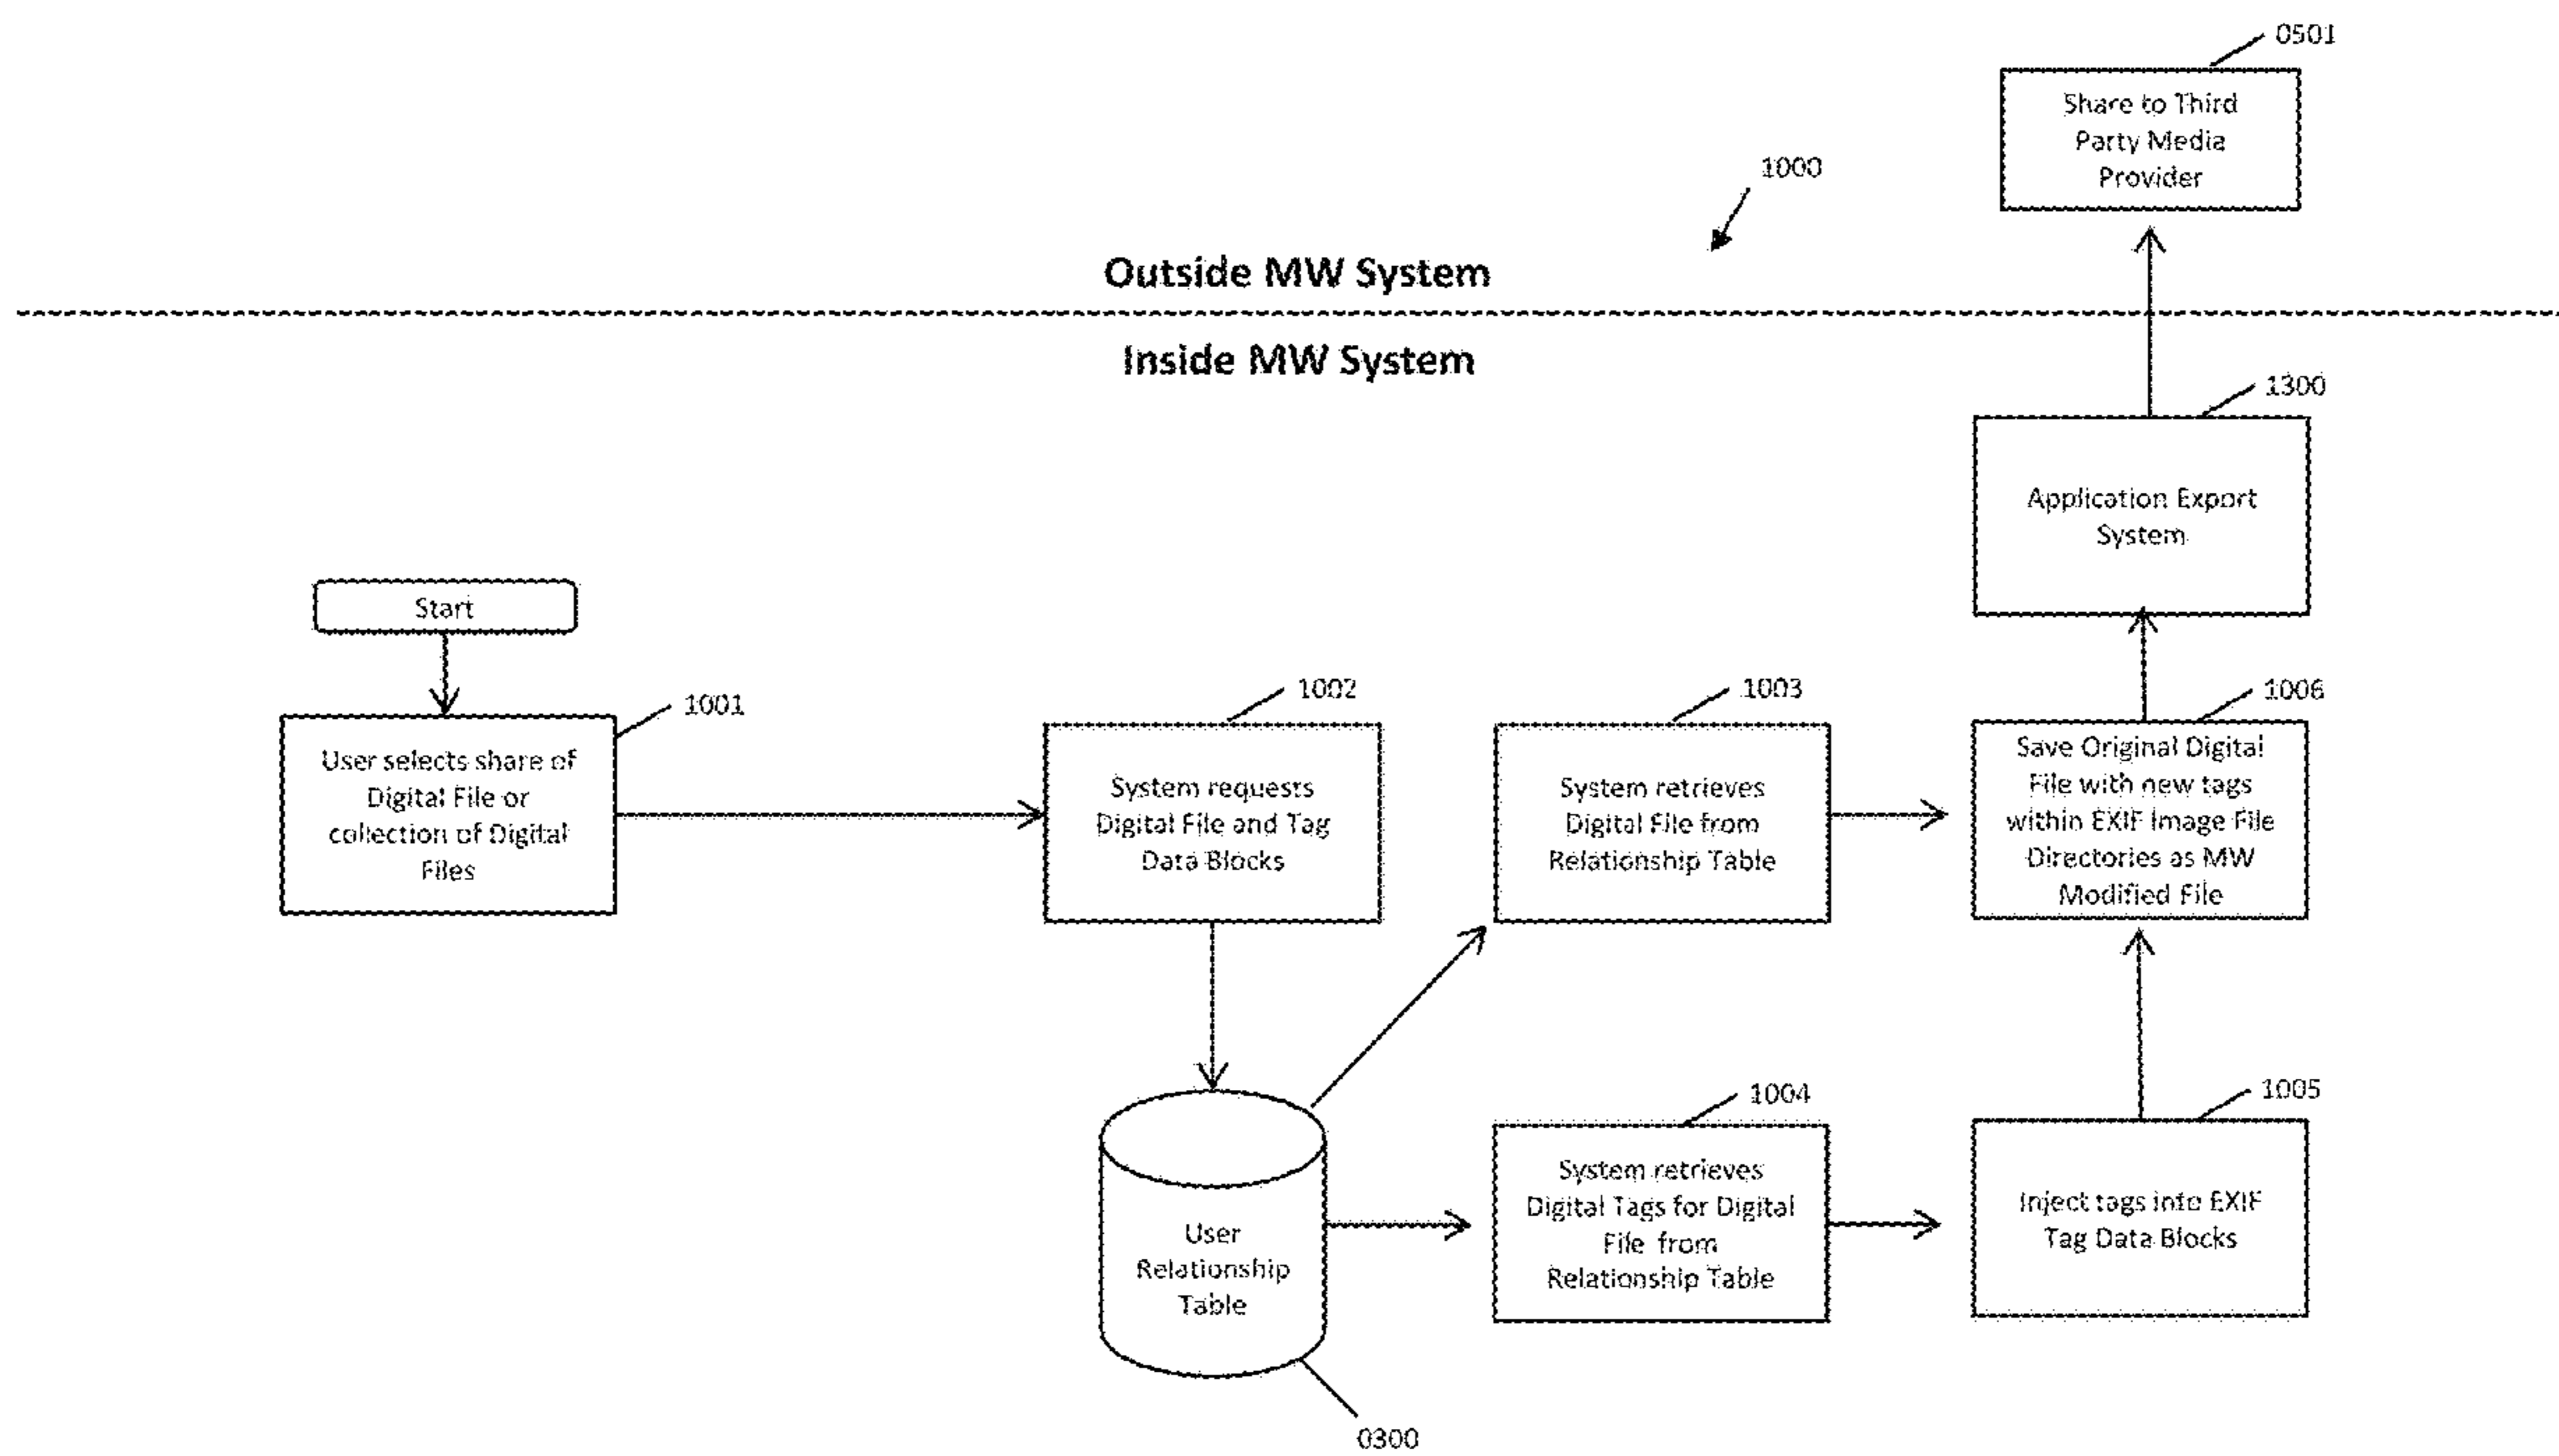 0501
Share to Third
Party Media
Provider
1000
Outside MW System
Inside MW System
1300
Application Export
System
Start
1001
User selects share of
Digital File or
collection of Digital
Files
1002
System requests
Digital File and Tag
Data Blocks
1003
System retrieves
Digital File from
Relationship Table
1006
Save Original Digital
File with new tags
within EXIF Image File
Directories as MW
Modified File
User
Relationship
Table
0300
1004
System retrieves
Digital Tags for Digital
File from
Relationship Table
1005
Inject tags into EXIF
Tag Data Blocks